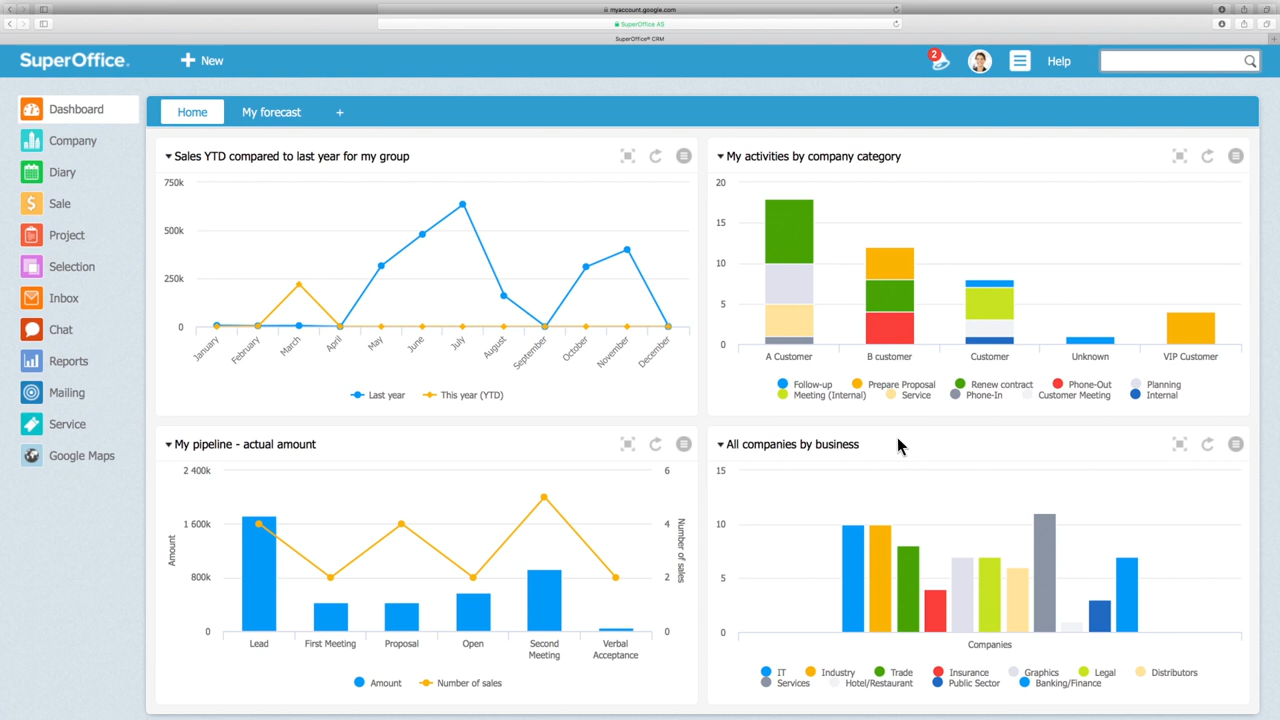 myaccount.google.com
SuperOffice AS
SuperOffice® CRM
SuperOffice.
New
2
Help
Dashboard
Company
Diary
Sale
Project
Selection
Inbox
Chat
Reports
Mailing
Service
Google Maps
Home
My forecast
+
Sales YTD compared to last year for my group
750k
500k
250k
0
January
February
March
April
May
June
July
August
September
October
November
December
Last year
This year (YTD)
My activities by company category
20
15
10
5
0
A Customer
B customer
Customer
Unknown
VIP Customer
Follow-up
Prepare Proposal
Renew contract
Phone-Out
Planning
Meeting (Internal)
Service
Phone-In
Customer Meeting
Internal
My pipeline - actual amount
2 400k
1 600k
800k
0
Amount
6
4
2
0
Number of sales
Lead
First Meeting
Proposal
Open
Second
Meeting
Verbal
Acceptance
Amount
Number of sales
All companies by business
15
10
5
0
Companies
IT
Industry
Trade
Insurance
Graphics
Legal
Distributors
Services
Hotel/Restaurant
Public Sector
Banking/Finance